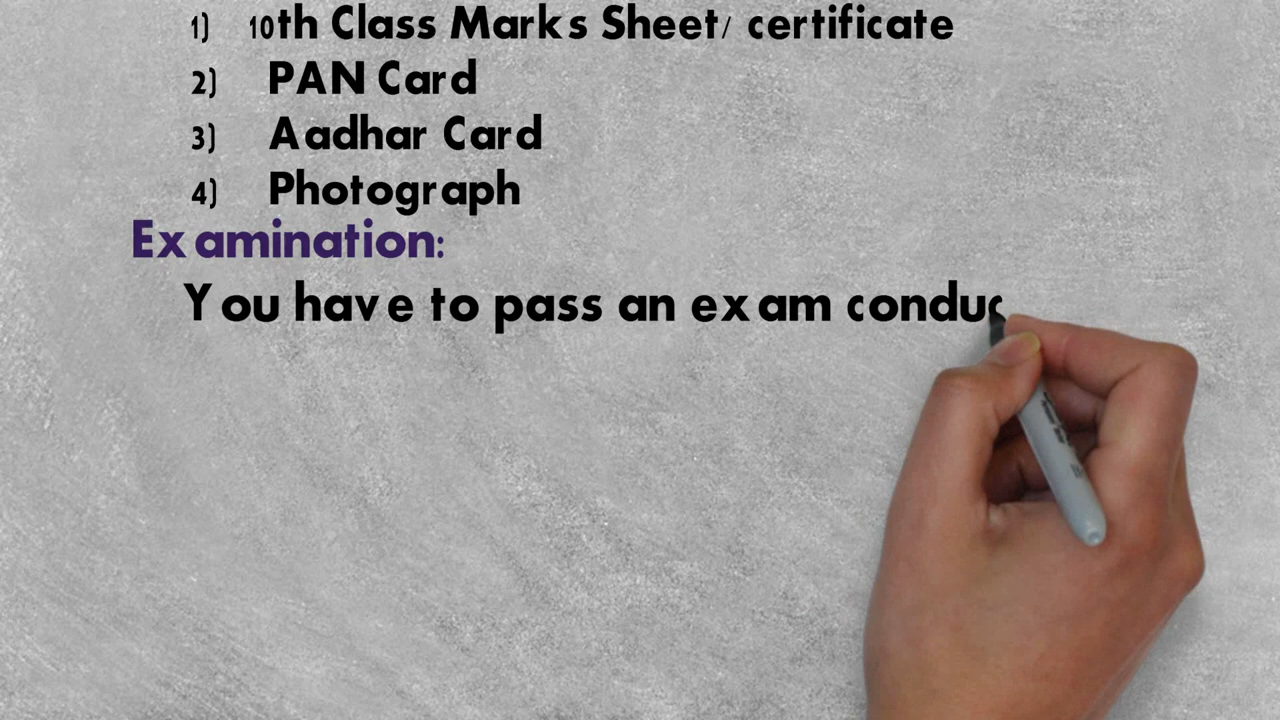 1) 10th Class Marks Sheet/ certificate
2) PAN Card
3) Aadhar Card
4) Photograph
Examination:
You have to pass an exam conduc